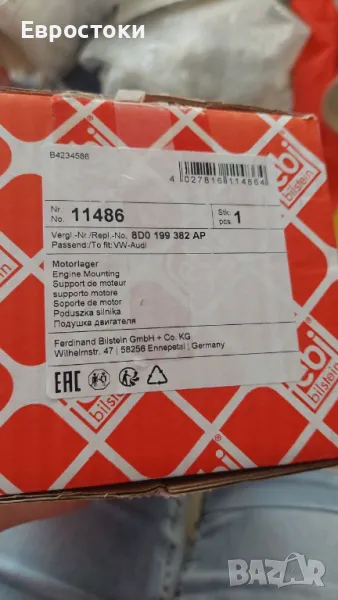 Евростоки
B4234586
4 027816 114864
Nr.
No. 11486
Stk.
pcs. 1
Vergl.-Nr./Repl.-No. 8D0 199 382 AP
Passend/To fit: VW-Audi
Motorlager
Engine Mounting
Support de moteur
supporto motore
Soporte de motor
Poduszka silnika
Подушка двигателя
Ferdinand Bilstein GmbH + Co. KG
Wilhelmstr. 47 | 58256 Ennepetal | Germany
EAC
febi
bilstein
BAZAR